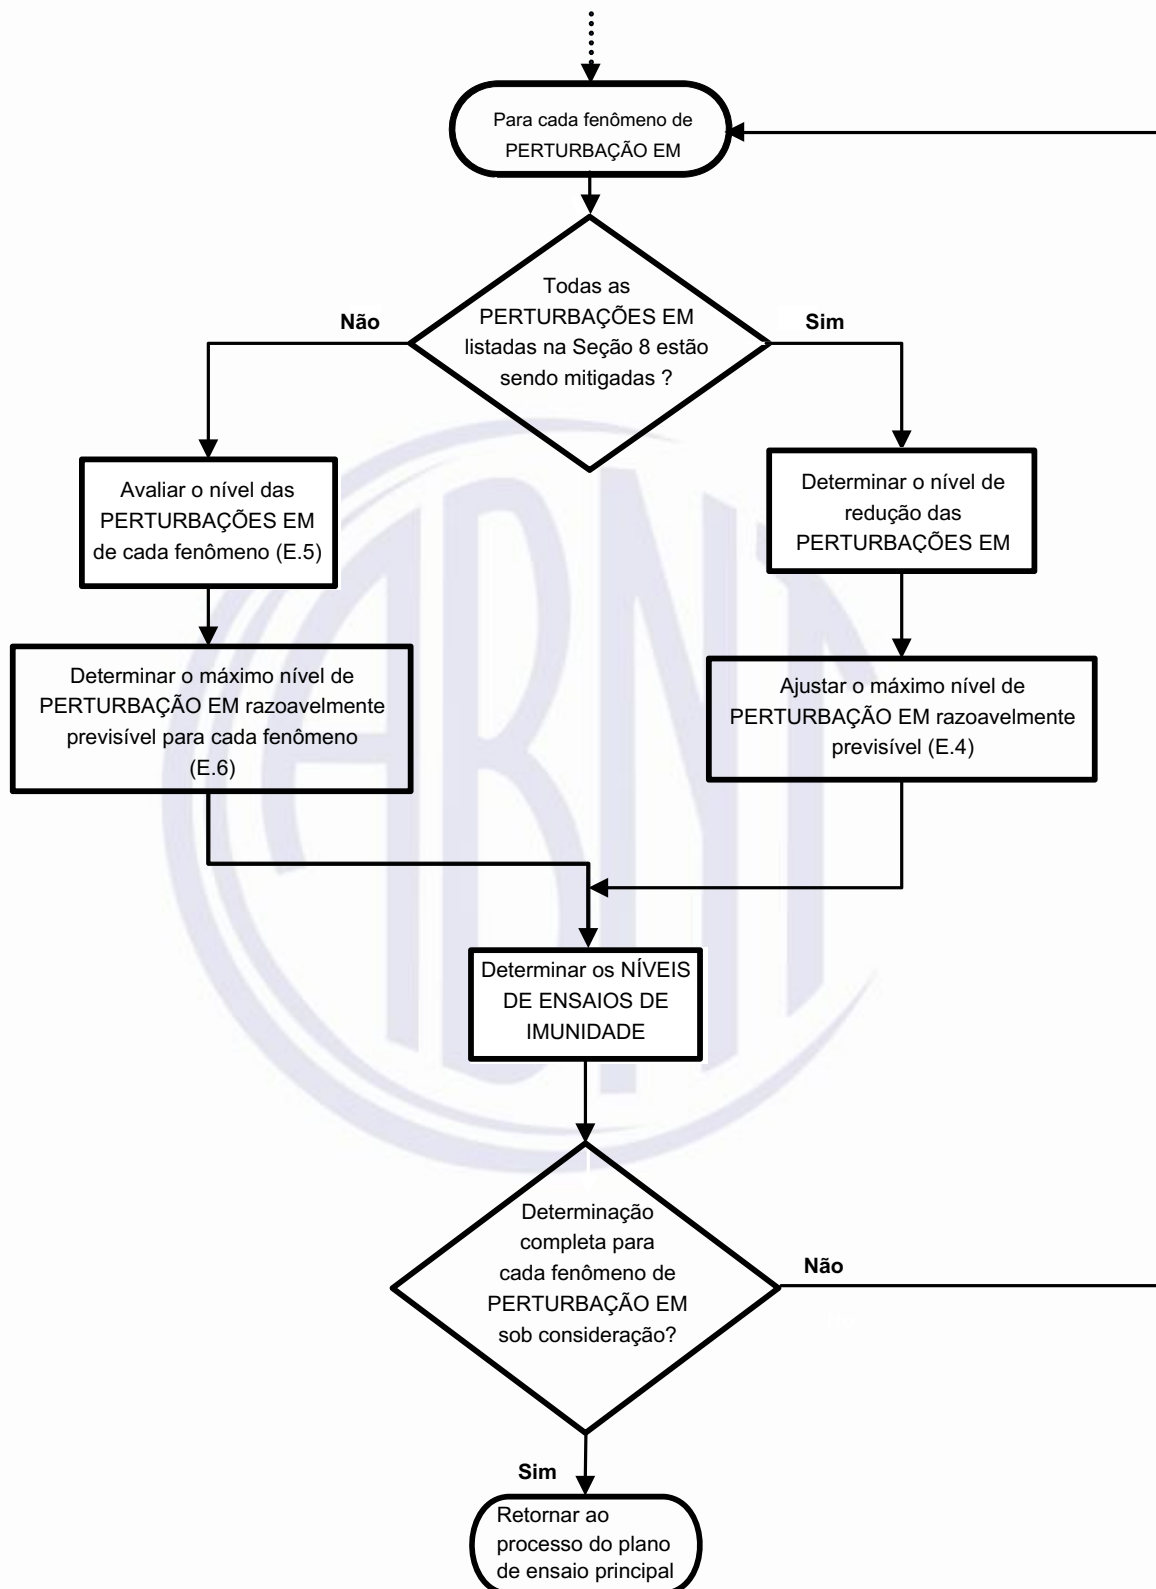 Para cada fenômeno de
PERTURBAÇÃO EM
Todas as
PERTURBAÇÕES EM
listadas na Seção 8 estão
sendo mitigadas ?
Não
Sim
Avaliar o nível das
PERTURBAÇÕES EM
de cada fenômeno (E.5)
Determinar o nível de
redução das
PERTURBAÇÕES EM
Determinar o máximo nível de
PERTURBAÇÃO EM razoavelmente
previsível para cada fenômeno
(E.6)
Ajustar o máximo nível de
PERTURBAÇÃO EM razoavelmente
previsível (E.4)
ABNT
Determinar os NÍVEIS
DE ENSAIOS DE
IMUNIDADE
Determinação
completa para
cada fenômeno de
PERTURBAÇÃO EM
sob consideração?
Não
Sim
Retornar ao
processo do plano
de ensaio principal